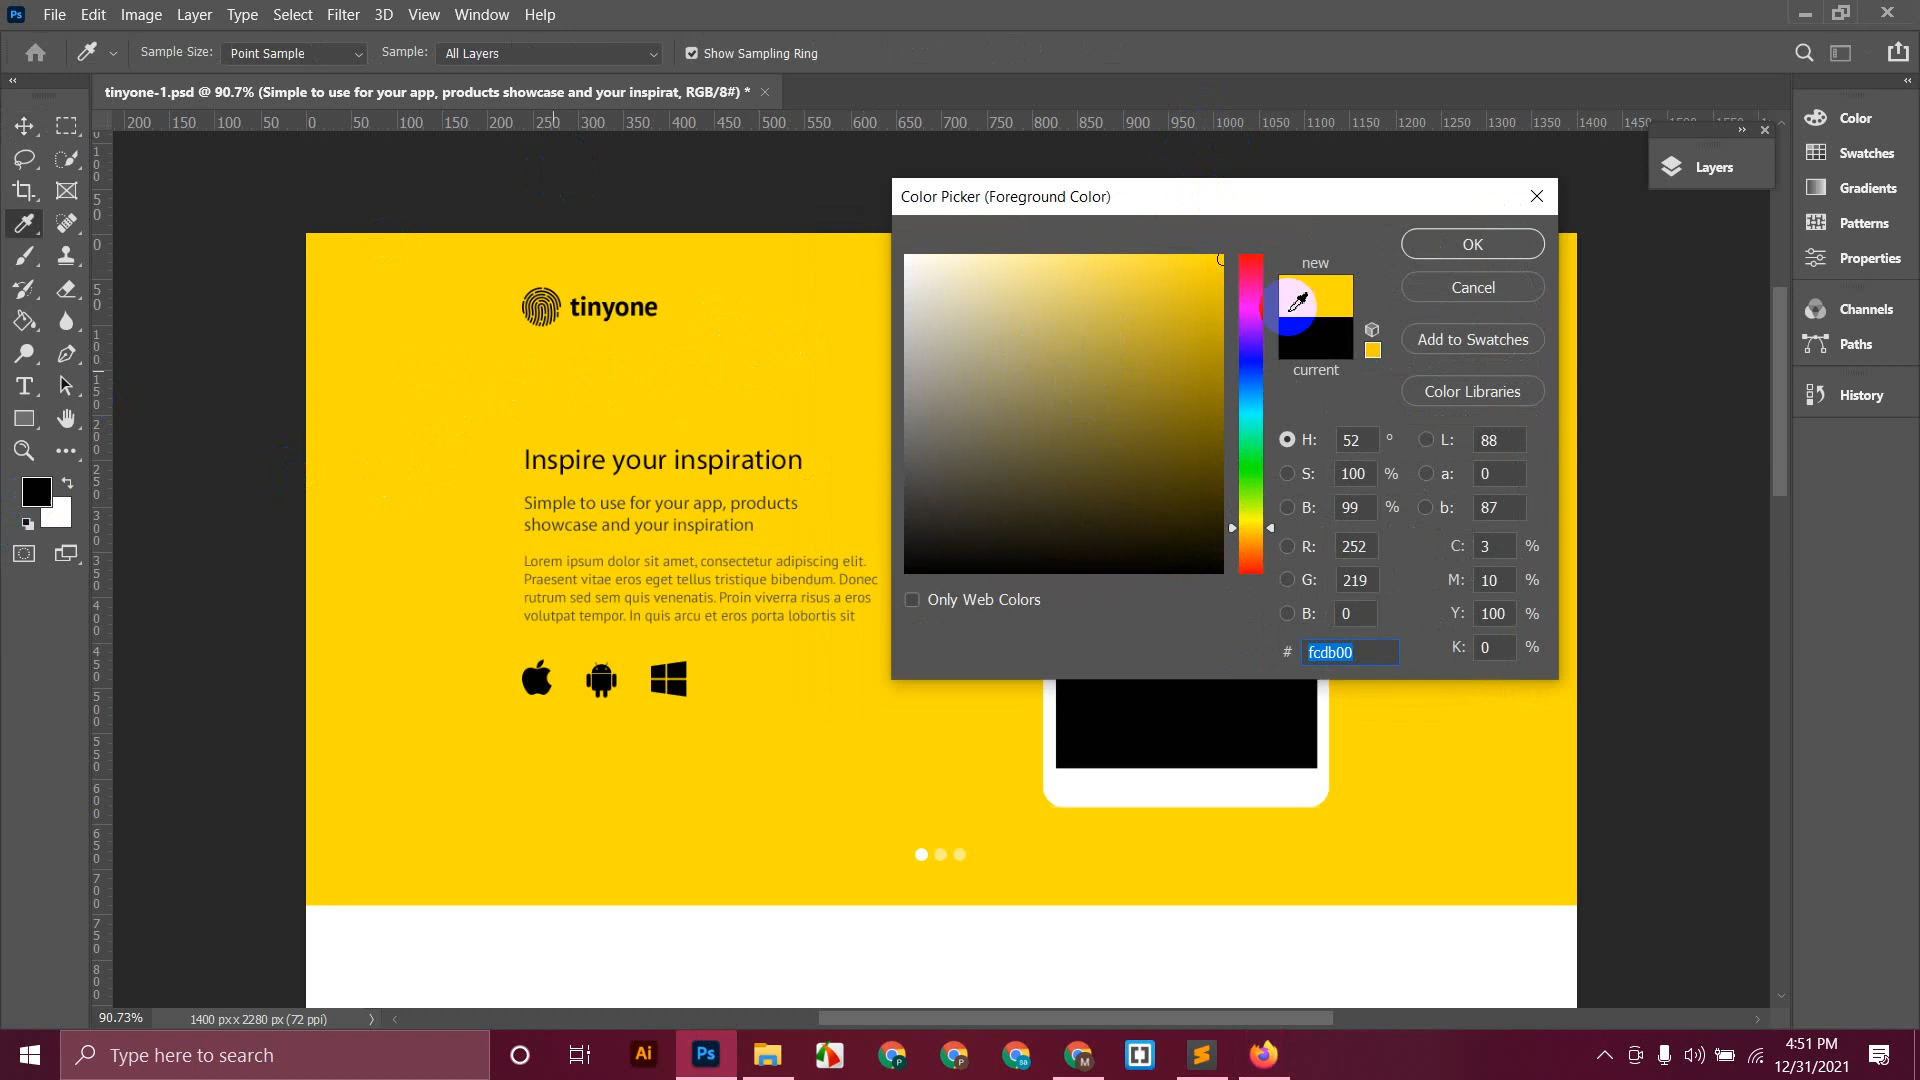 Ps File Edit Image Layer Type Select Filter 3D View Window Help
Sample Size: Point Sample Sample: All Layers Show Sampling Ring
tinyone-1.psd @ 90.7% (Simple to use for your app, products showcase and your inspirat, RGB/8#) *
200 150 100 50 0 50 100 150 200 250 300 350 400 450 500 550 600 650 700 750 800 850 900 950 1000 1050 1100 1150 1200 1250 1300 1350 1400 1450
Layers
Color
Swatches
Gradients
Patterns
Properties
Channels
Paths
History
Color Picker (Foreground Color)
new
current
OK
Cancel
Add to Swatches
Color Libraries
H: 52 ° L: 88
S: 100 % a: 0
B: 99 % b: 87
R: 252 C: 3 %
G: 219 M: 10 %
B: 0 Y: 100 %
# fcdb00 K: 0 %
Only Web Colors
tinyone
Inspire your inspiration
Simple to use for your app, products
showcase and your inspiration
Lorem ipsum dolor sit amet, consectetur adipiscing elit.
Praesent vitae eros eget tellus tristique bibendum. Donec
rutrum sed sem quis venenatis. Proin viverra risus a eros
volutpat tempor. In quis arcu et eros porta lobortis sit
90.73% 1400 px x 2280 px (72 ppi)
Type here to search
Ai Ps
4:51 PM
12/31/2021